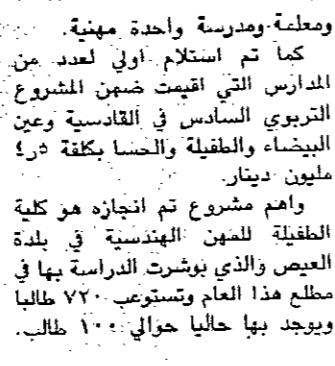 ومعلمة ومدرسة واحدة مهنية.
كما تم استلام اولي لعدد من
المدارس التي اقيمت ضمن المشروع
التربوي السادس في القادسية وعين
البيضاء والطفيلة والحسا بكلفة ٥ر٤
مليون دينار.
واهم مشروع تم انجازه هو كلية
الطفيلة للمهن الهندسية في بلدة
العيص والذي بوشرت الدراسة بها في
مطلع هذا العام وتستوعب ٧٢٠ طالبا
ويوجد بها حاليا حوالي ١٠٠ طالب.